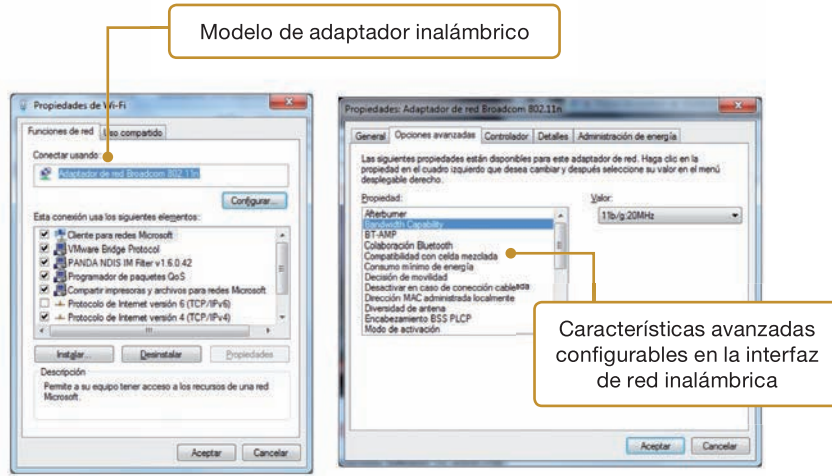 Modelo de adaptador inalámbrico
Propiedades de Wi-Fi
Funciones de red
Uso compartido
Conectar usando:
Adaptador de red Broadcom 802.11n
Configurar...
Esta conexión usa los siguientes elementos:
Cliente para redes Microsoft
VMware Bridge Protocol
PANDA NDIS IM Filter v1.6.0.42
Programador de paquetes QoS
Compartir impresoras y archivos para redes Microsoft
Protocolo de Internet versión 6 (TCP/IPv6)
Protocolo de Internet versión 4 (TCP/IPv4)
Instalar...
Desinstalar
Propiedades
Descripción
Permite a su equipo tener acceso a los recursos de una red
Microsoft.
Aceptar
Cancelar
Propiedades: Adaptador de red Broadcom 802.11n
General
Opciones avanzadas
Controlador
Detalles
Administración de energía
Las siguientes propiedades están disponibles para este
adaptador de red. Haga clic en la
propiedad en el cuadro izquierdo que desea cambiar y después seleccione su valor en el menú
desplegable derecho.
Propiedad:
Valor:
Afterburner
Bandwidth Capability
BT-AMP
Colaboración Bluetooth
Compatibilidad con celda mezclada
Consumo mínimo de energía
Decisión de movilidad
Desactivar en caso de conección cableada
Dirección MAC administrada localmente
Diversidad de antena
Encabezamiento BSS PLCP
Modo de activación
11b/g:20MHz
Características avanzadas
configurables en la interfaz
de red inalámbrica
Aceptar
Cancelar